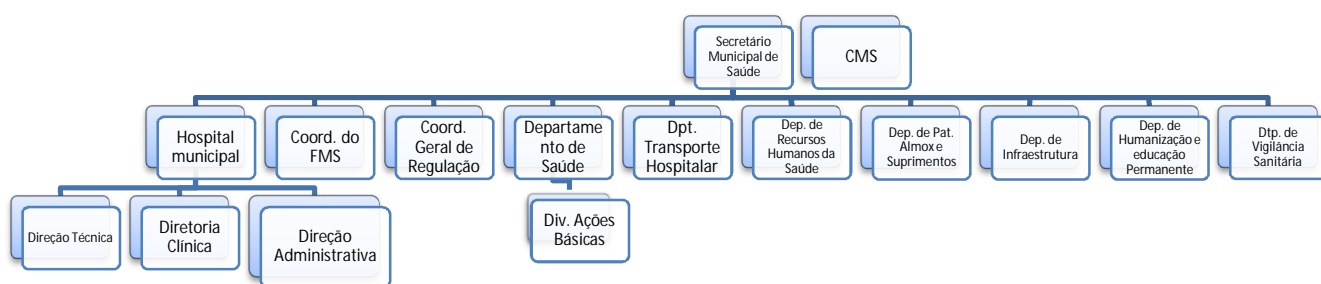 Secretário
Municipal de
Saúde
CMS
Hospital
municipal
Coord. do
FMS
Coord.
Geral de
Regulação
Departame
nto de
Saúde
Dpt.
Transporte
Hospitalar
Dep. de
Recursos
Humanos da
Saúde
Dep. de Pat.
Almox e
Suprimentos
Dep. de
Infraestrutura
Dep. de
Humanização e
educação
Permanente
Dtp. de
Vigilância
Sanitária
Direção Técnica
Diretoria
Clínica
Direção
Administrativa
Div. Ações
Básicas